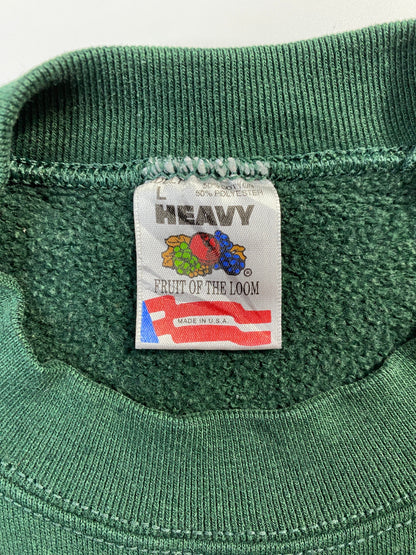 L
50% POLYESTER
HEAVY
®
FRUIT OF THE LOOM
MADE IN U.S.A.